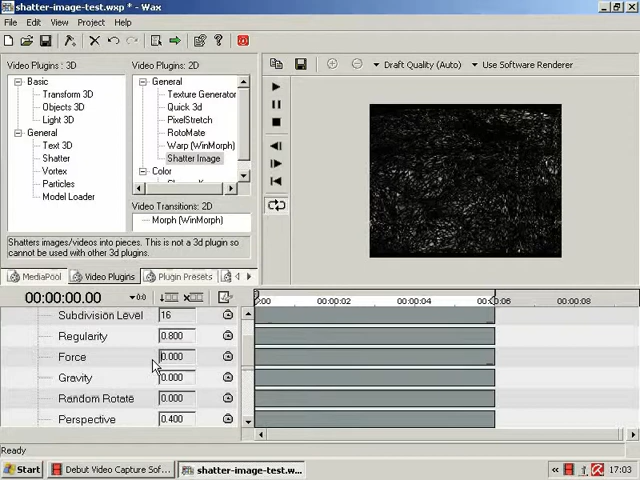 shatter-image-test.wxp * - Wax
File View Project Help
Draft Quality (Auto) Use Software Renderer
Video Plugins: 3D
Basic
Transform 3D
Objects 3D
Light 3D
General
Text 3D
Shatter
Vortex
Particles
Model Loader
Video Plugins: 2D
General
Texture Generator
Quick 3d
PixelStretch
RotoMate
Warp (WinMorph)
Shatter Image
Color
Video Transitions: 2D
Morph (WinMorph)
Shatters images/videos into pieces. This is not a 3d plugin so
cannot be used with other 3d plugins.
MediaPool Video Plugins Plugin Presets
00:00:00.00
:00 00:00:02 00:00:04 00:00:06 00:00:08
Subdivision Level 16
Regularity 0.800
Force 0.000
Gravity 0.000
Random Rotate 0.000
Perspective 0.400
Ready
Start Debut Video Capture Sof... shatter-image-test.w... 17:03